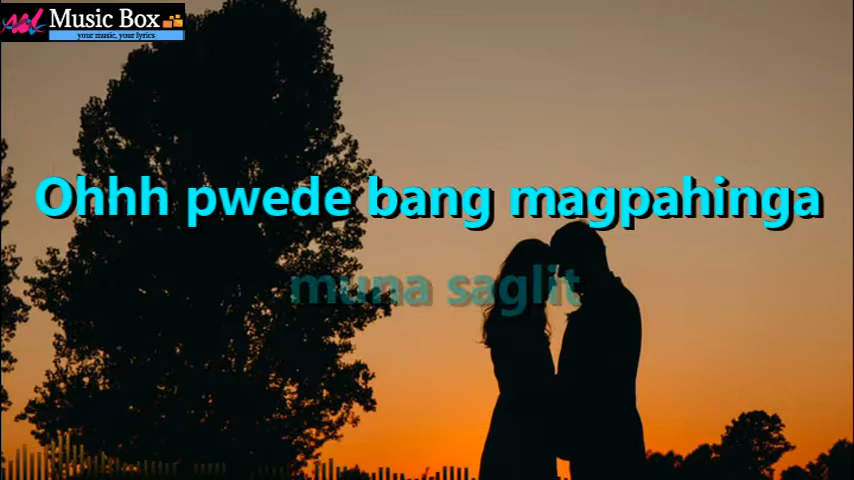 Music Box
your music, your lyrics
Ohhh pwede bang magpahinga
muna saglit